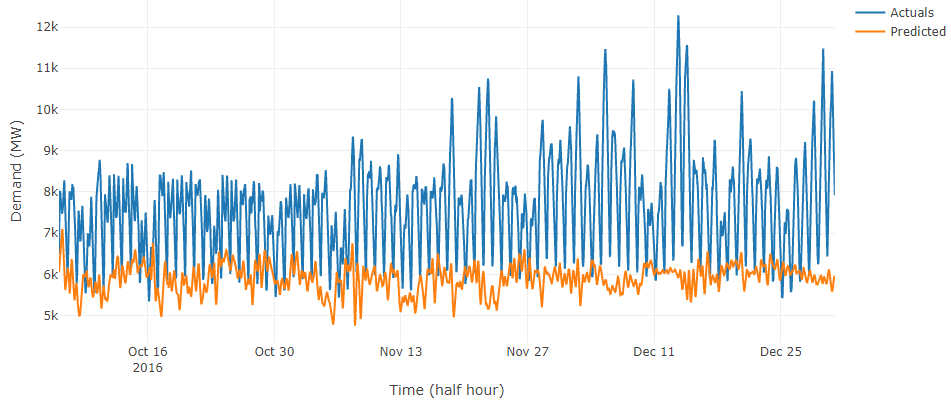 Actuals
Predicted
12k
11k
10k
9k
8k
7k
6k
5k
Demand (MW)
Oct 16
2016
Oct 30
Nov 13
Nov 27
Dec 11
Dec 25
Time (half hour)